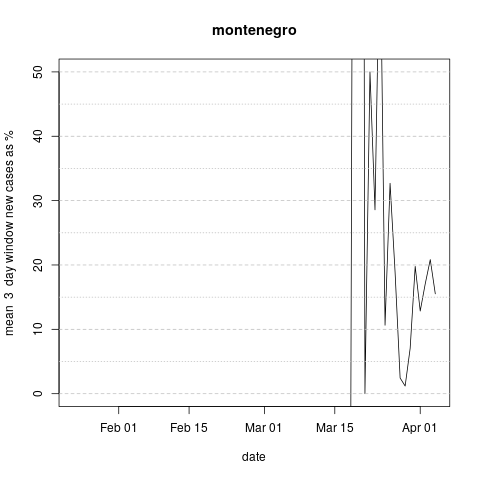 montenegro
mean  3  day window new cases as %
50
40
30
20
10
0
Feb 01
Feb 15
Mar 01
Mar 15
Apr 01
date